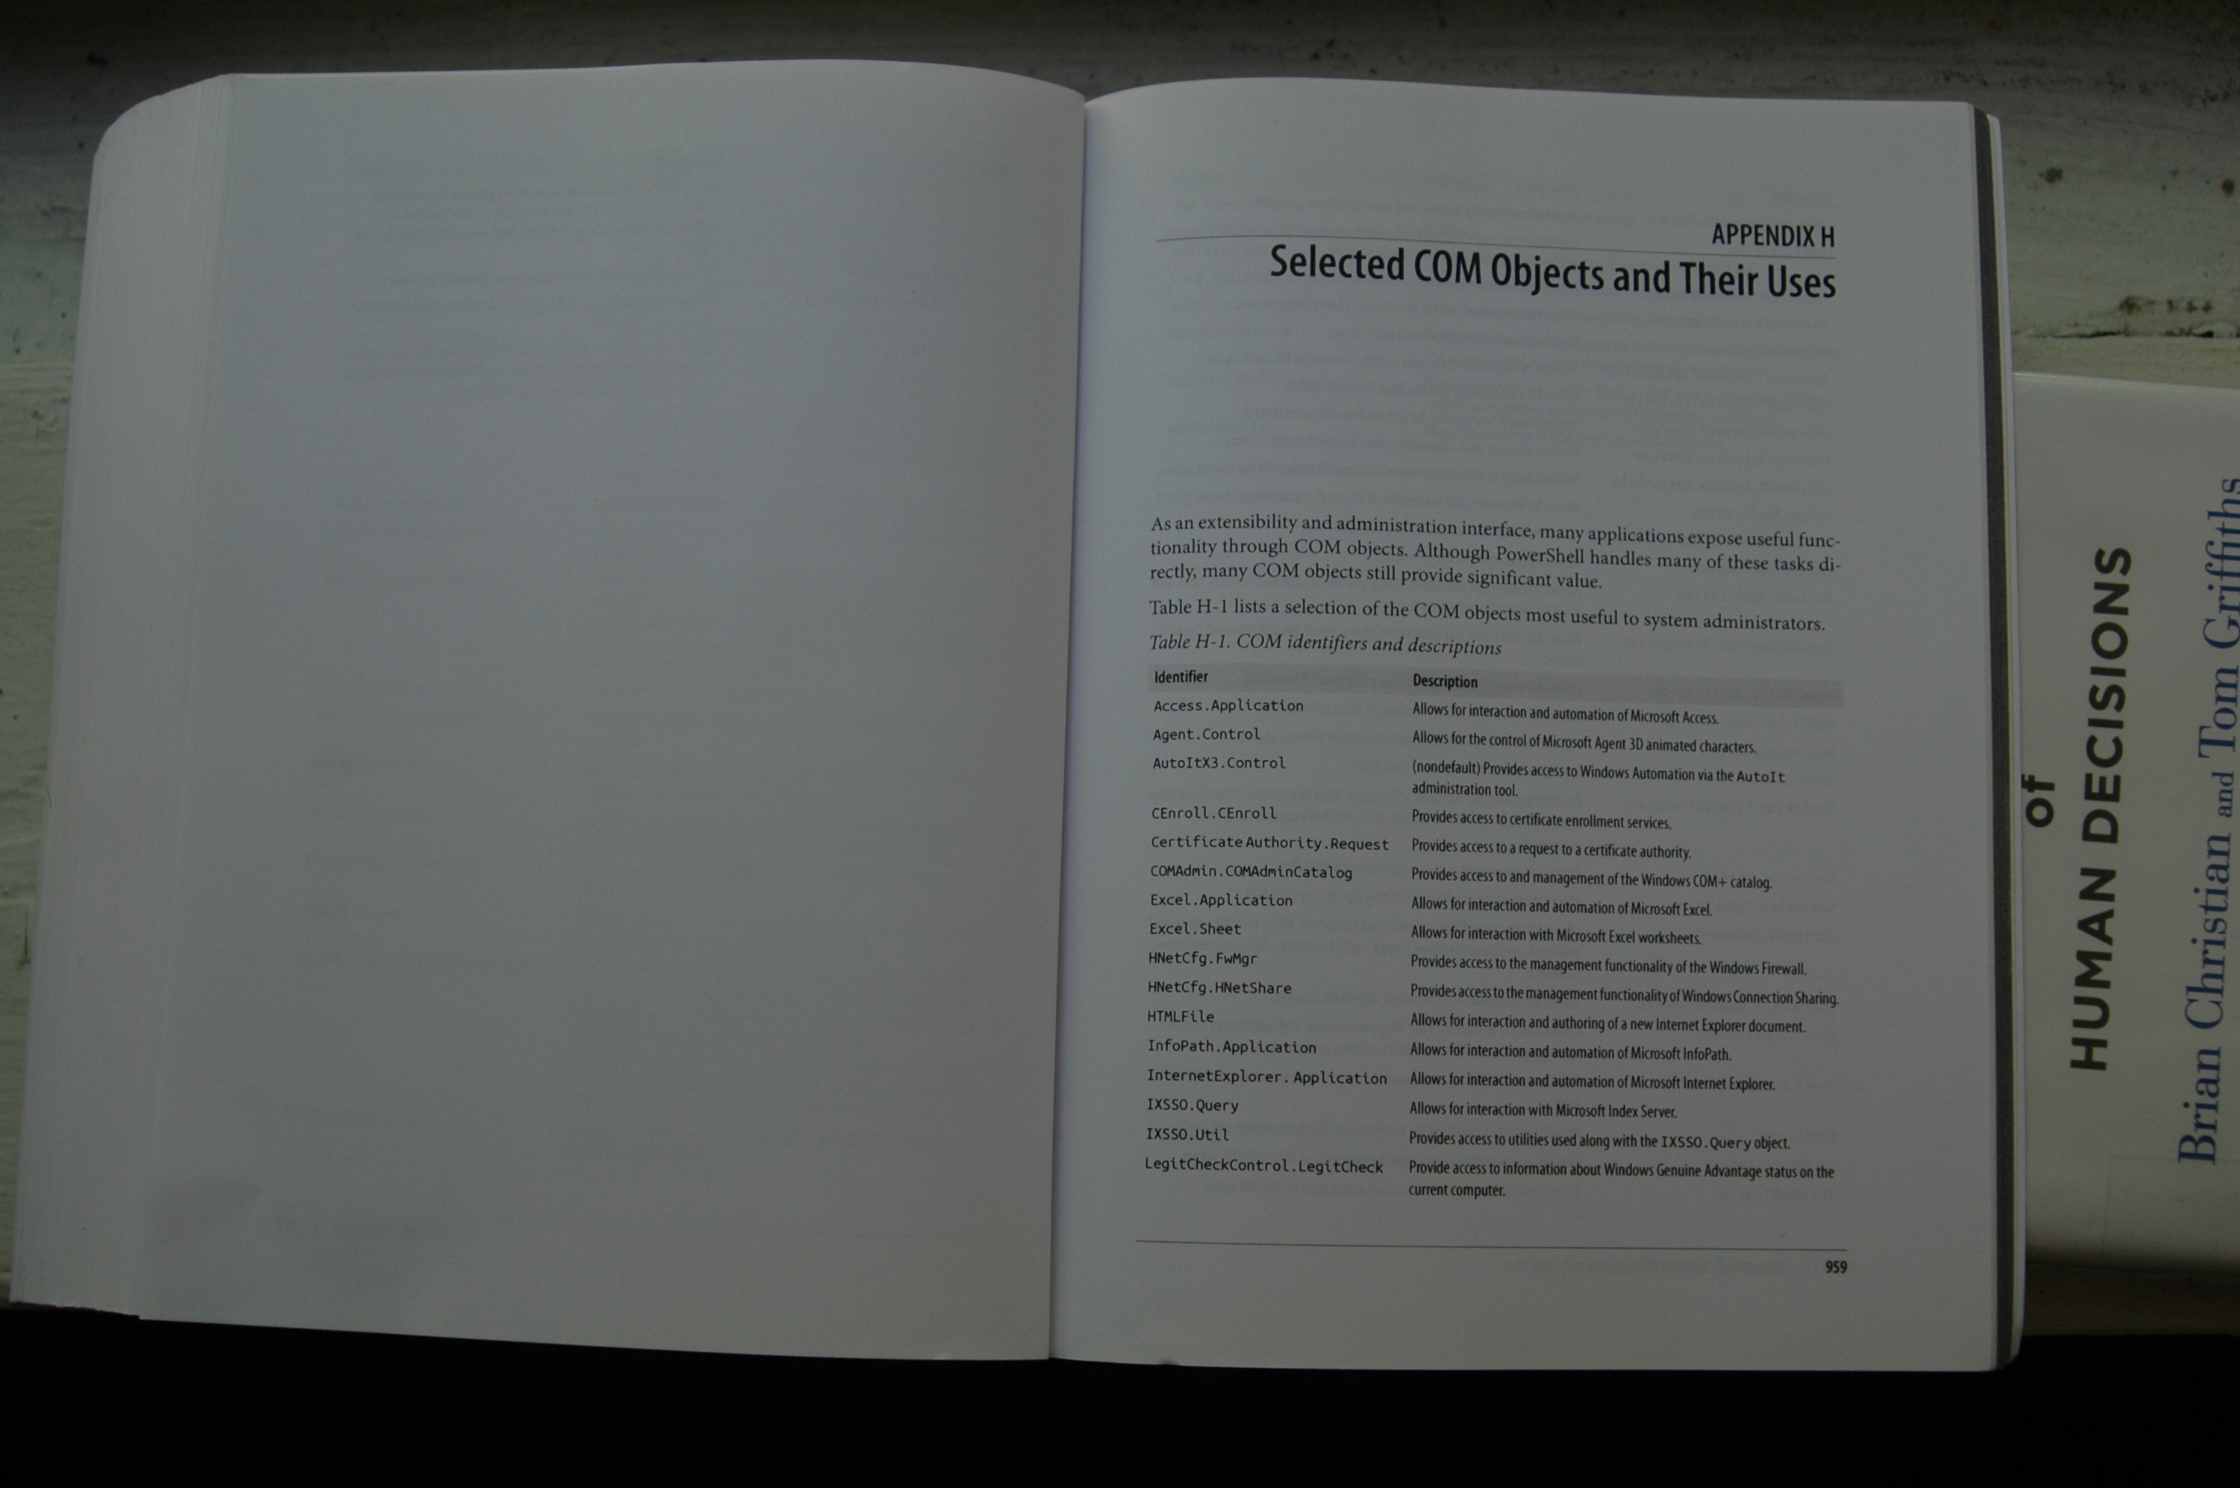 APPENDIX H
Selected COM Objects and Their Uses
As an extensibility and administration interface, many applications expose useful func-
tionality through COM objects. Although PowerShell handles many of these tasks di-
rectly, many COM objects still provide significant value.
Table H-1 lists a selection of the COM objects most useful to system administrators.
Table H-1. COM identifiers and descriptions
Identifier Description
Access.Application Allows for interaction and automation of Microsoft Access.
Agent.Control Allows for the control of Microsoft Agent 3D animated characters.
AutoItX3.Control (nondefault) Provides access to Windows Automation via the AutoIt
administration tool.
CEnroll.CEnroll Provides access to certificate enrollment services.
CertificateAuthority.Request Provides access to a request to a certificate authority.
COMAdmin.COMAdminCatalog Provides access to and management of the Windows COM+ catalog.
Excel.Application Allows for interaction and automation of Microsoft Excel.
Excel.Sheet Allows for interaction with Microsoft Excel worksheets.
HNetCfg.FwMgr Provides access to the management functionality of the Windows Firewall.
HNetCfg.HNetShare Provides access to the management functionality of Windows Connection Sharing.
HTMLFile Allows for interaction and authoring of a new Internet Explorer document.
InfoPath.Application Allows for interaction and automation of Microsoft InfoPath.
InternetExplorer.Application Allows for interaction and automation of Microsoft Internet Explorer.
IXSSO.Query Allows for interaction with Microsoft Index Server.
IXSSO.Util Provides access to utilities used along with the IXSSO.Query object.
LegitCheckControl.LegitCheck Provide access to information about Windows Genuine Advantage status on the
current computer.
959
of
HUMAN DECISIONS
Brian Christian and Tom Griffiths